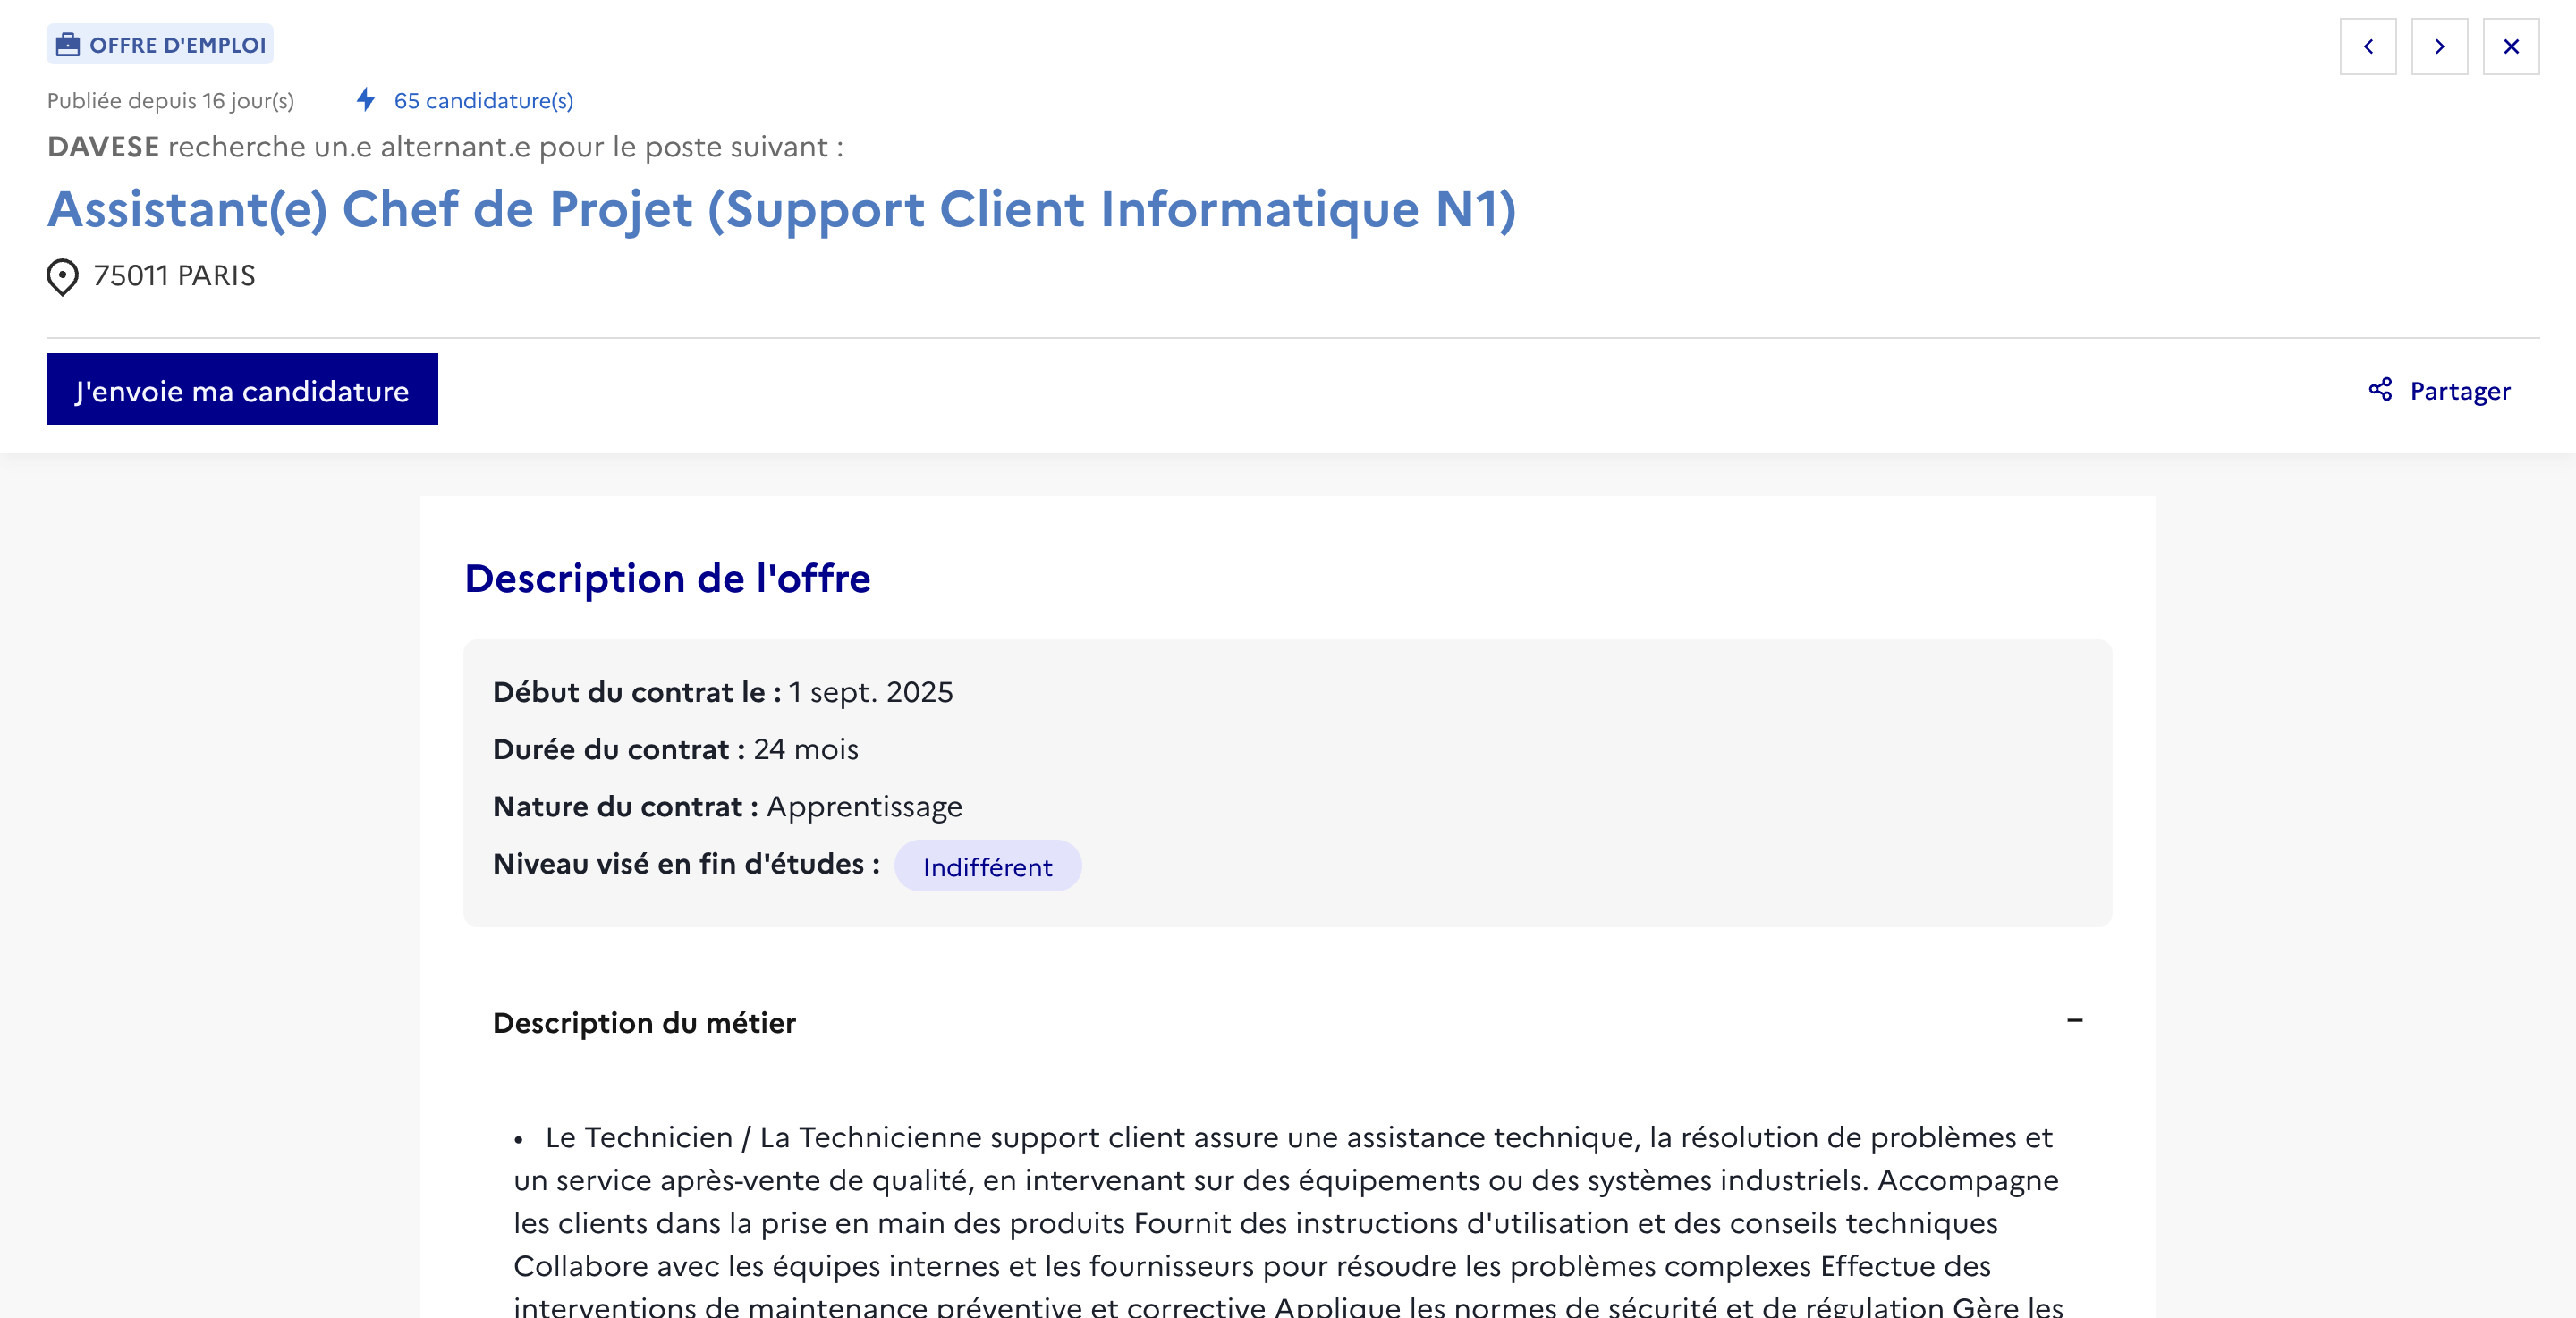 OFFRE D'EMPLOI
Publiée depuis 16 jour(s) 65 candidature(s)
DAVESE recherche un.e alternant.e pour le poste suivant :
Assistant(e) Chef de Projet (Support Client Informatique N1)
75011 PARIS
J'envoie ma candidature
Partager
Description de l'offre
Début du contrat le : 1 sept. 2025
Durée du contrat : 24 mois
Nature du contrat : Apprentissage
Niveau visé en fin d'études : Indifférent
Description du métier
• Le Technicien / La Technicienne support client assure une assistance technique, la résolution de problèmes et
un service après-vente de qualité, en intervenant sur des équipements ou des systèmes industriels. Accompagne
les clients dans la prise en main des produits Fournit des instructions d'utilisation et des conseils techniques
Collabore avec les équipes internes et les fournisseurs pour résoudre les problèmes complexes Effectue des
interventions de maintenance préventive et corrective Applique les normes de sécurité et de régulation Gère les